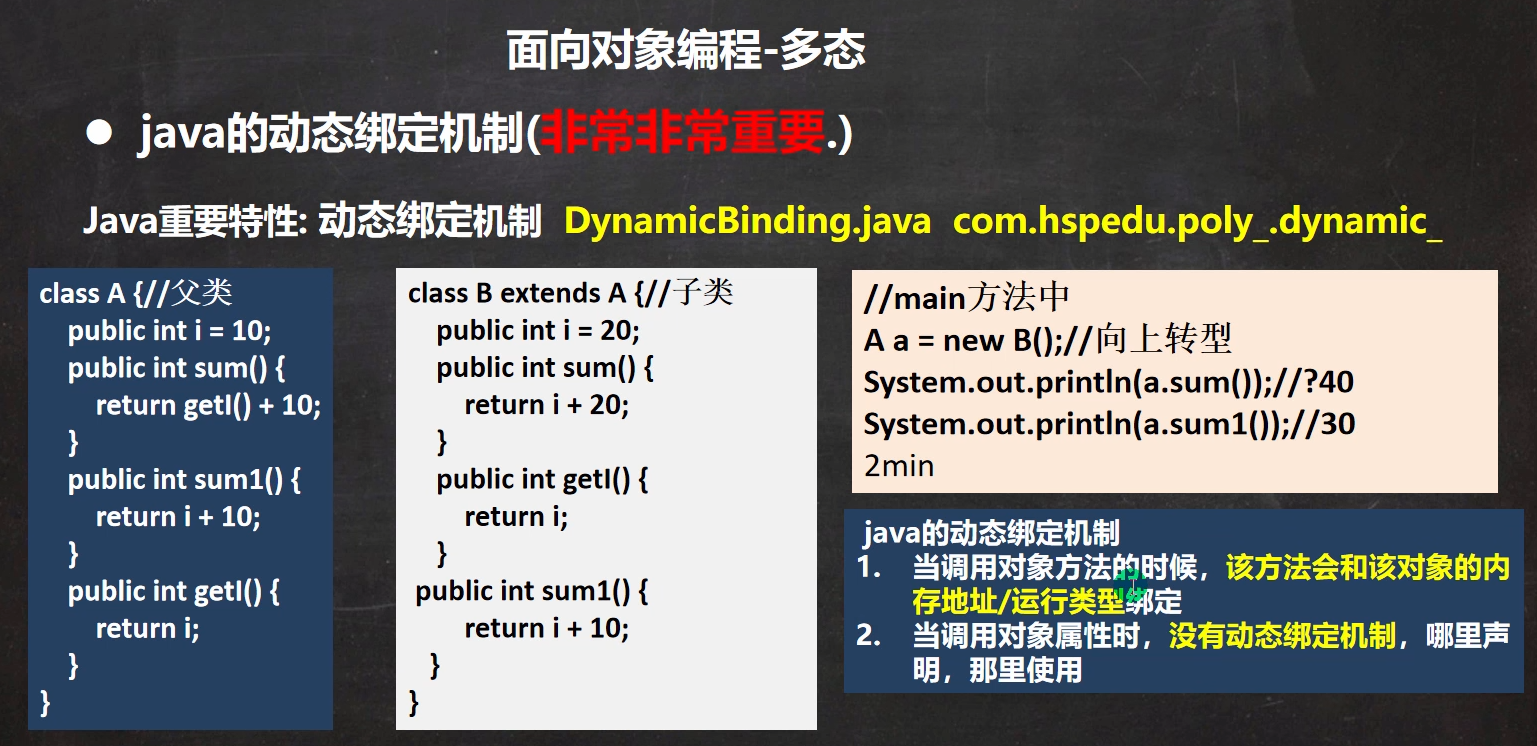 面向对象编程-多态
● java的动态绑定机制(非常非常重要.)
Java重要特性: 动态绑定机制 DynamicBinding.java com.hspedu.poly_.dynamic_
class A {//父类
public int i = 10;
public int sum() {
return getI() + 10;
}
public int sum1() {
return i + 10;
}
public int getI() {
return i;
}
}
class B extends A {//子类
public int i = 20;
public int sum() {
return i + 20;
}
public int getI() {
return i;
}
public int sum1() {
return i + 10;
}
}
//main方法中
A a = new B();//向上转型
System.out.println(a.sum());//?40
System.out.println(a.sum1());//30
2min
java的动态绑定机制
1. 当调用对象方法的时候，该方法会和该对象的内
存地址/运行类型绑定
2. 当调用对象属性时，没有动态绑定机制，哪里声
明，那里使用